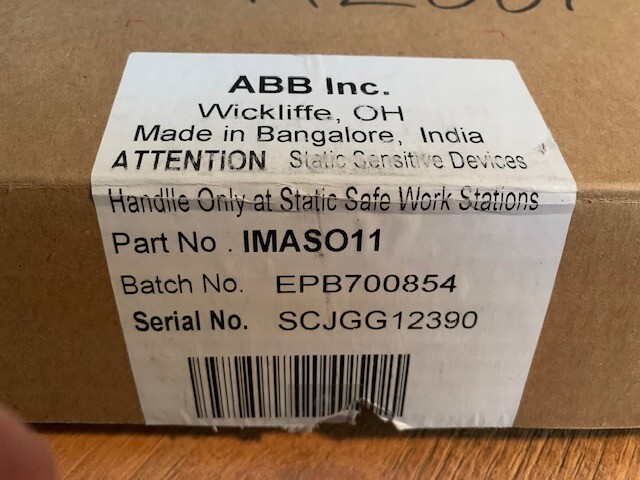 ABB Inc.
Wickliffe, OH
Made in Bangalore, India
ATTENTION Static Sensitive Devices
Handlle Only at Static Safe Work Stations
Part No . IMASO11
Batch No. EPB700854
Serial No. SCJGG12390